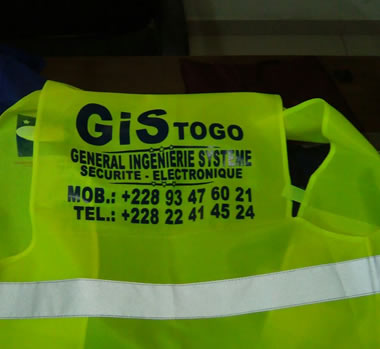 GiS TOGO
GENERAL INGENIERIE SYSTEME
SECURITE - ELECTRONIQUE
MOB.: +228 93 47 60 21
TEL.: +228 22 41 45 24